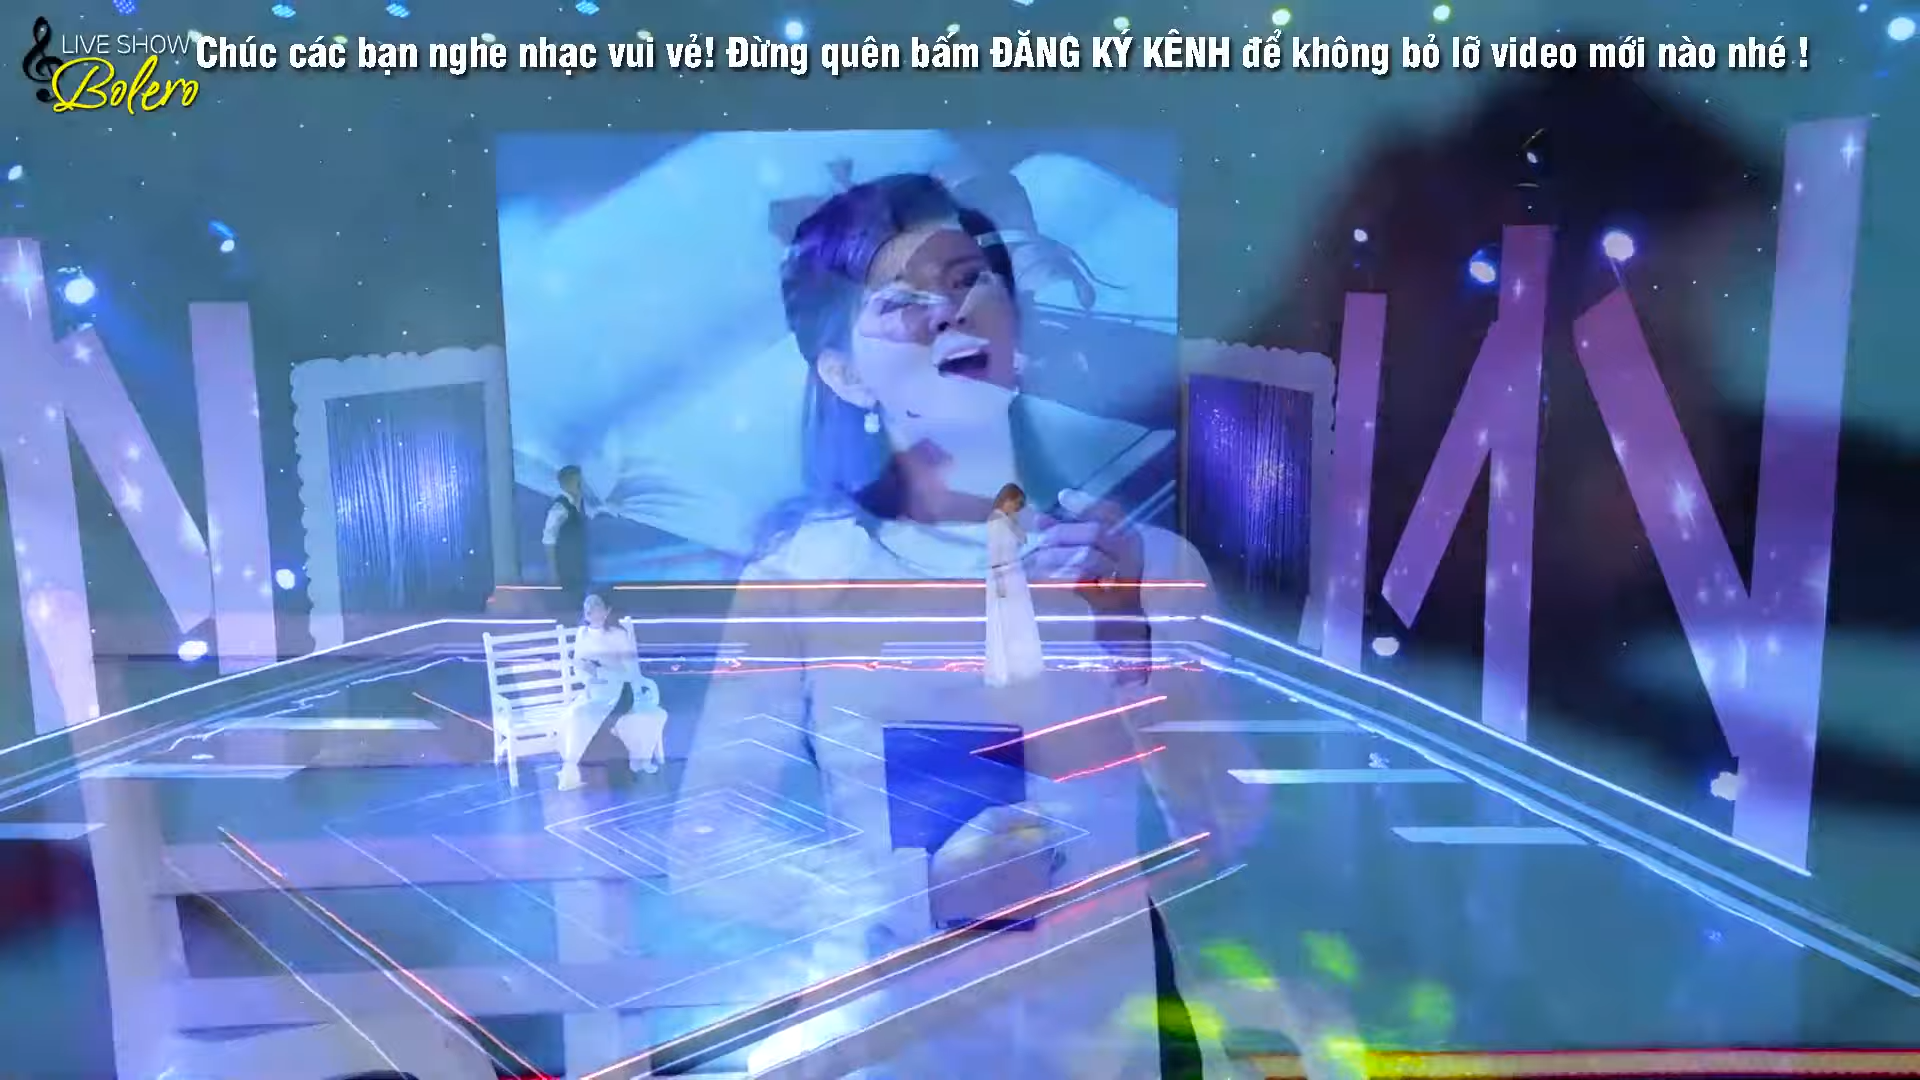 LIVE SHOW
Bolero
Chúc các bạn nghe nhạc vui vẻ! Đừng quên bấm ĐĂNG KÝ KÊNH để không bỏ lỡ video mới nào nhé !